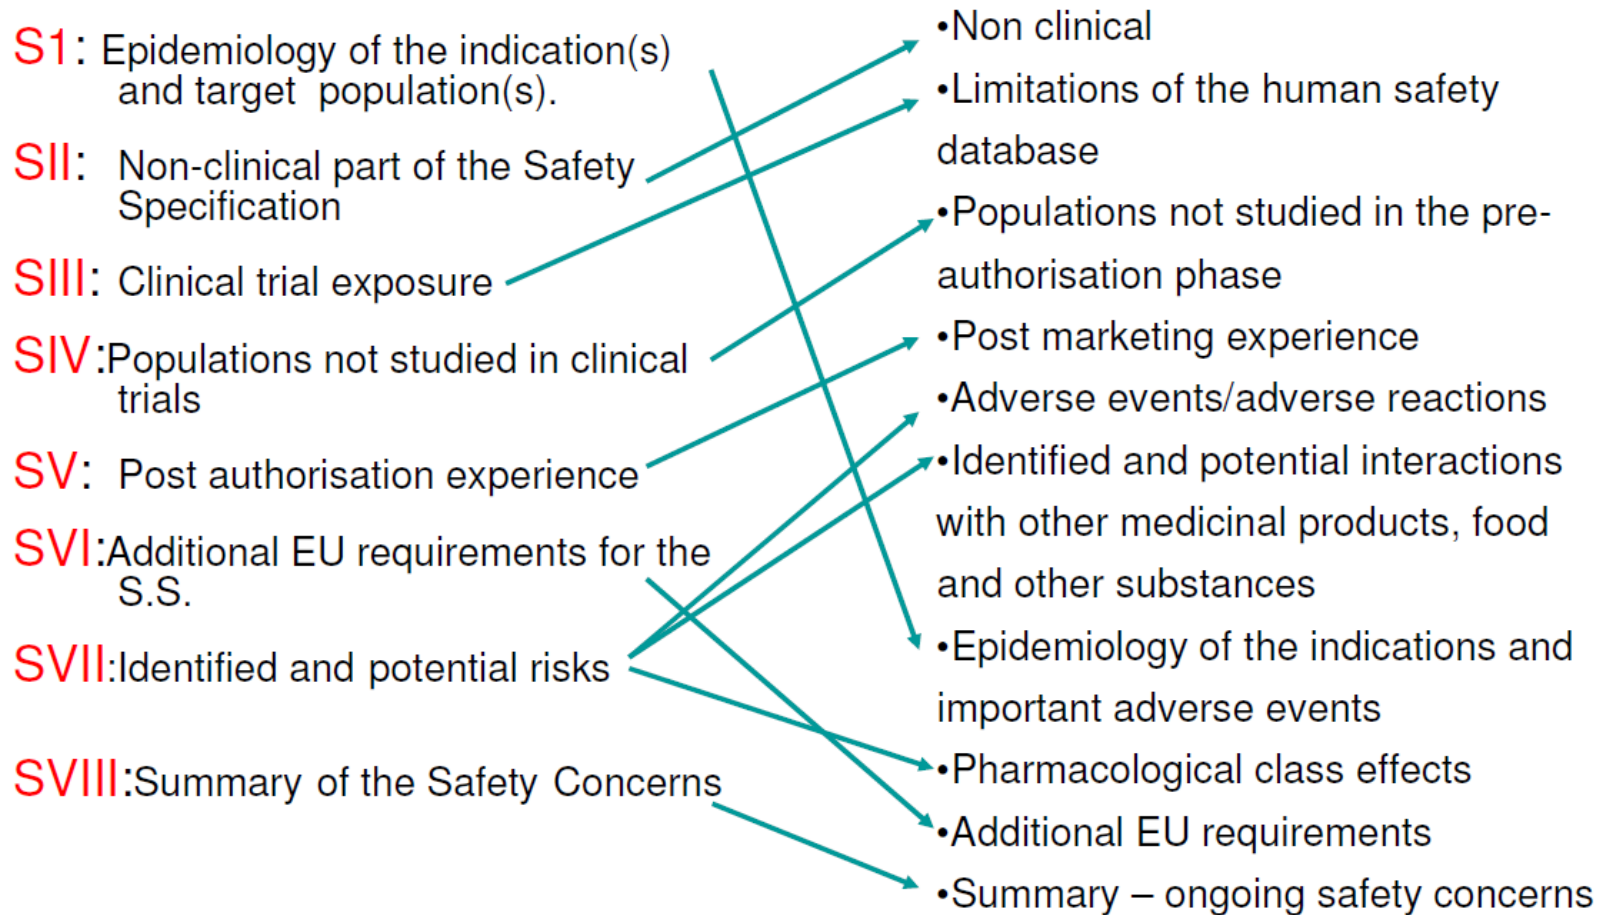 S1: Epidemiology of the indication(s)
and target population(s).
SII: Non-clinical part of the Safety
Specification
SIII: Clinical trial exposure
SIV:Populations not studied in clinical
trials
SV: Post authorisation experience
SVI:Additional EU requirements for the
S.S.
SVII:Identified and potential risks
SVIII:Summary of the Safety Concerns
•Non clinical
•Limitations of the human safety
database
•Populations not studied in the pre-
authorisation phase
•Post marketing experience
•Adverse events/adverse reactions
•Identified and potential interactions
with other medicinal products, food
and other substances
•Epidemiology of the indications and
important adverse events
•Pharmacological class effects
•Additional EU requirements
•Summary – ongoing safety concerns